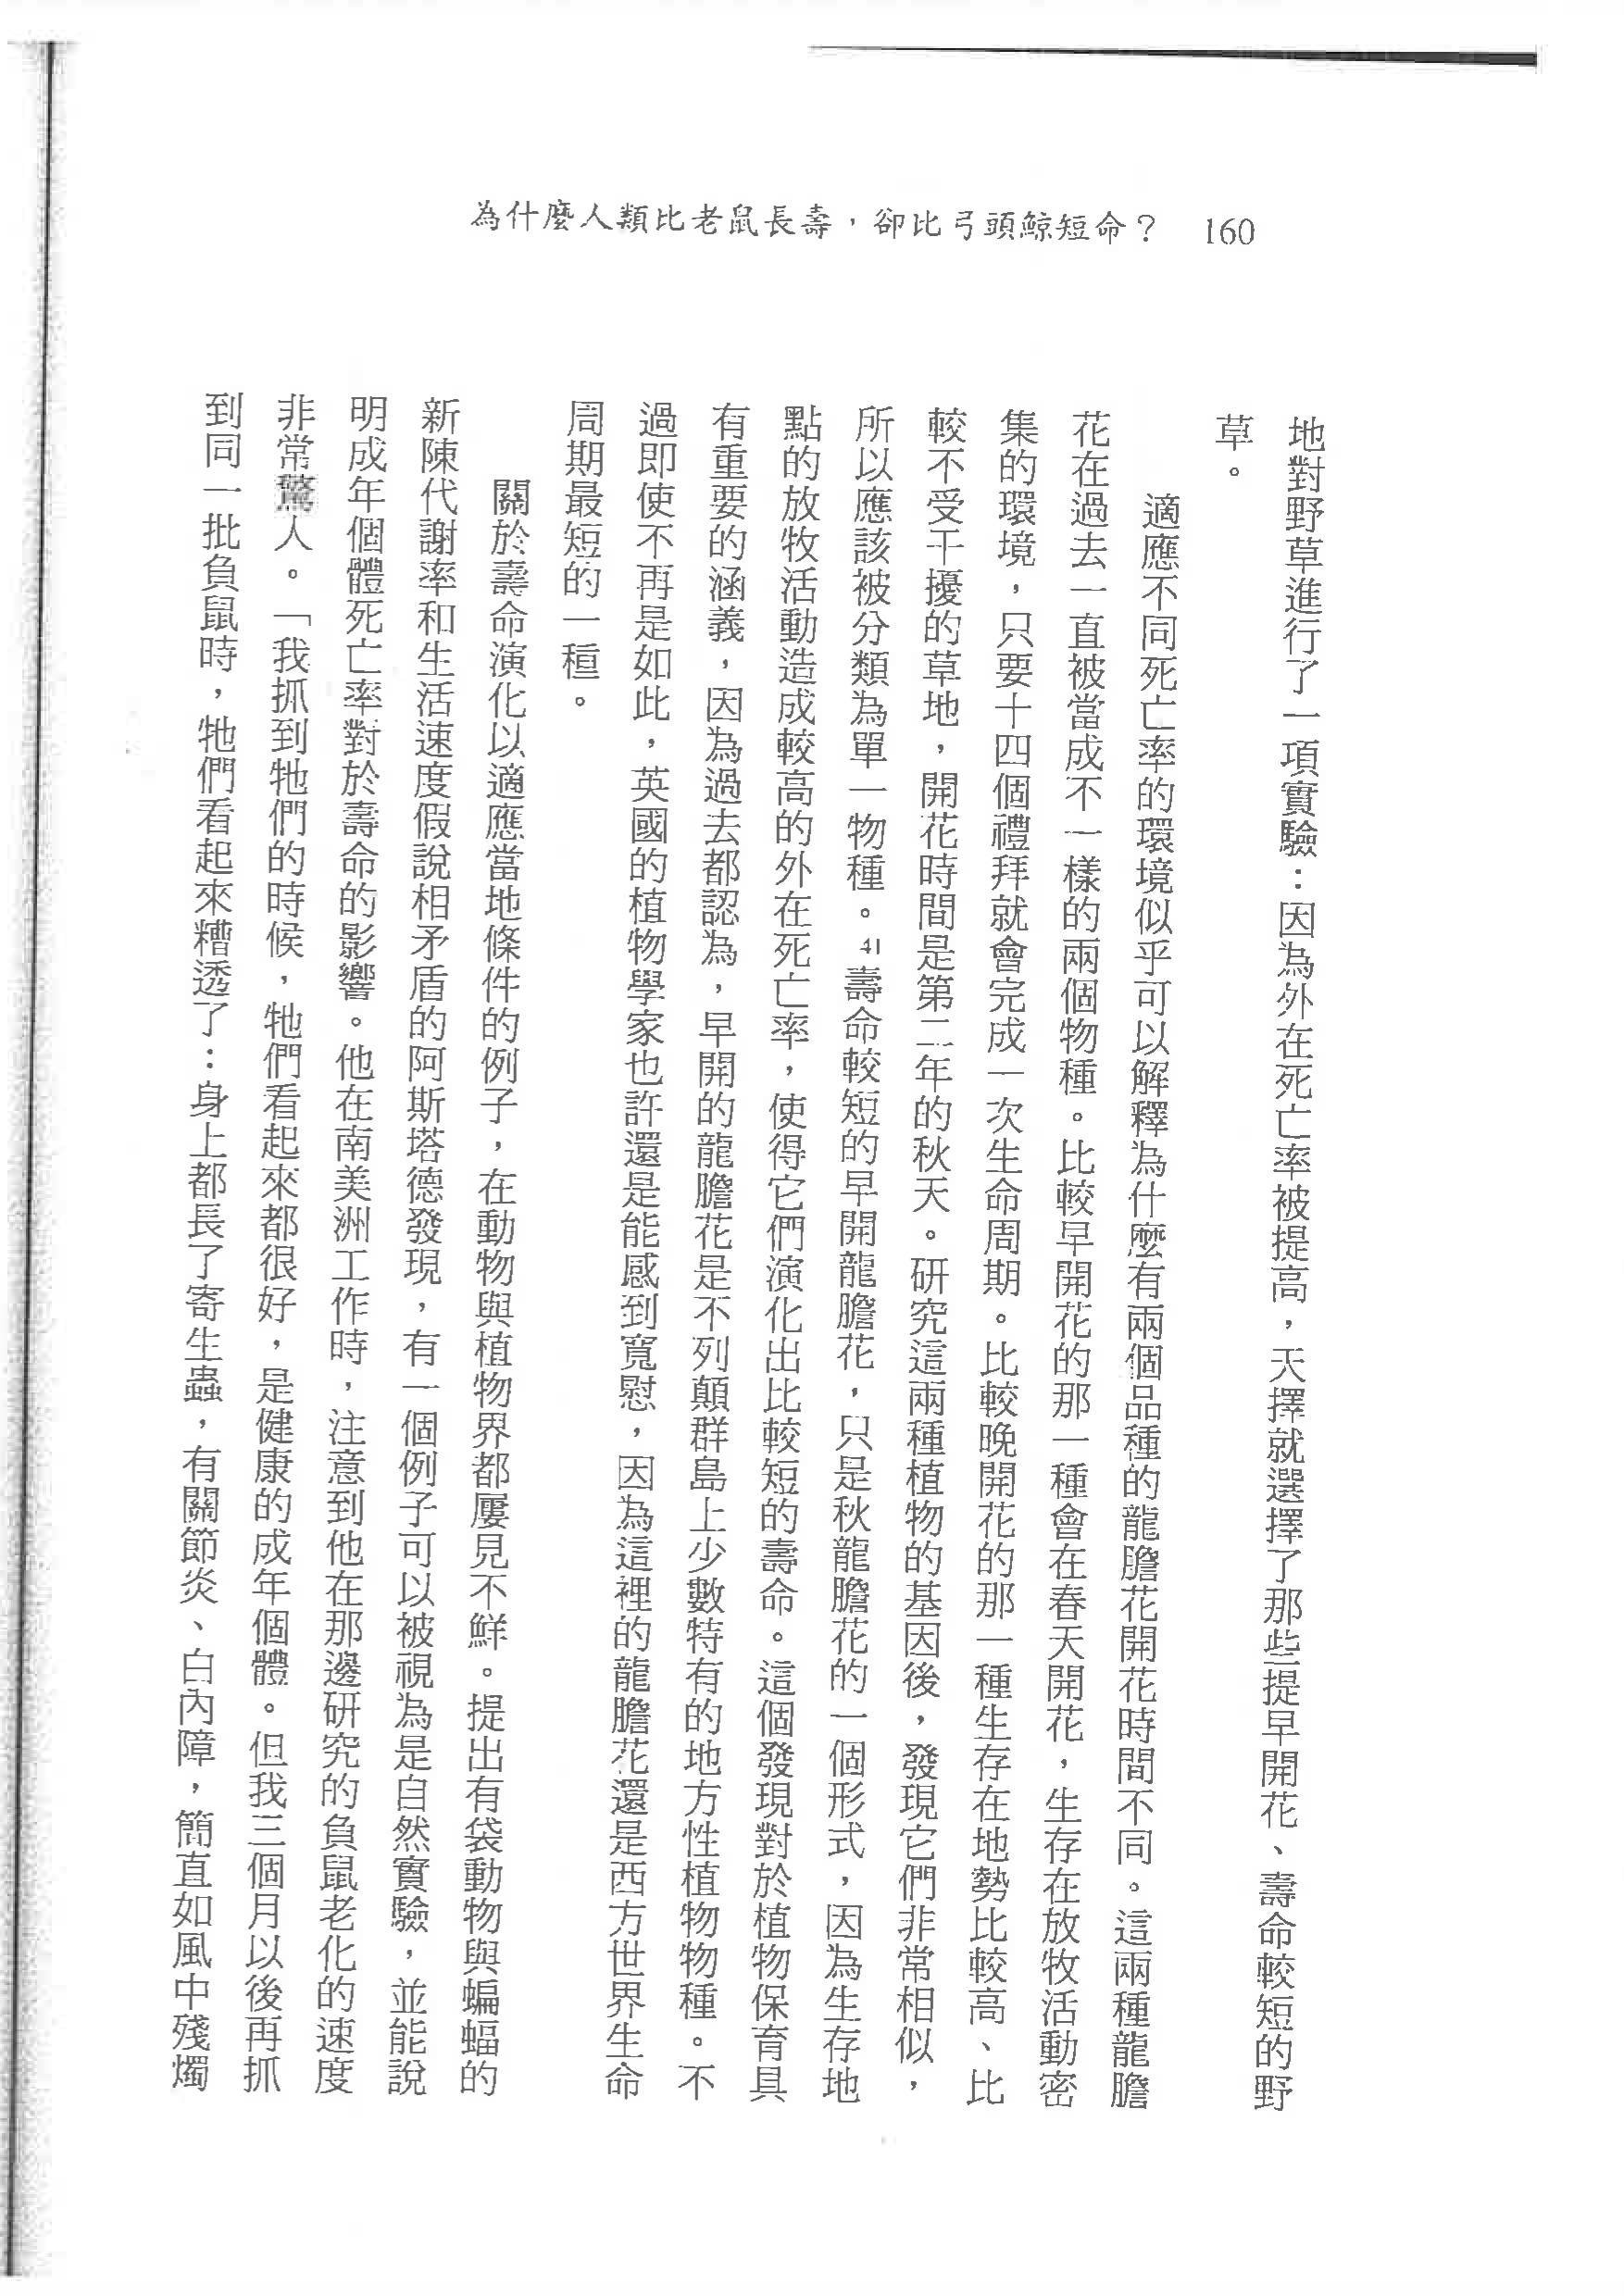 為什麼人類比老鼠長壽，卻比弓頭鯨短命？ 160
地對野草進行了一項實驗：因為外在死亡率被提高，天擇就選擇了那些提早開花、壽命較短的野
草。
適應不同死亡率的環境似乎可以解釋為什麼有兩個品種的龍膽花開花時間不同。這兩種龍膽
花在過去一直被當成不一樣的兩個物種。比較早開花的那一種會在春天開花，生存在放牧活動密
集的環境，只要十四個禮拜就會完成一次生命周期。比較晚開花的那一種生存在地勢比較高、比
較不受干擾的草地，開花時間是第二年的秋天。研究這兩種植物的基因後，發現它們非常相似，
所以應該被分類為單一物種。41壽命較短的早開龍膽花，只是秋龍膽花的一個形式，因為生存地
點的放牧活動造成較高的外在死亡率，使得它們演化出比較短的壽命。這個發現對於植物保育具
有重要的涵義，因為過去都認為，早開的龍膽花是不列顛群島上少數特有的地方性植物物種。不
過即使不再是如此，英國的植物學家也許還是能感到寬慰，因為這裡的龍膽花還是西方世界生命
周期最短的一種。
關於壽命演化以適應當地條件的例子，在動物與植物界都屢見不鮮。提出有袋動物與蝙蝠的
新陳代謝率和生活速度假說相矛盾的阿斯塔德發現，有一個例子可以被視為是自然實驗，並能說
明成年個體死亡率對於壽命的影響。他在南美洲工作時，注意到他在那邊研究的負鼠老化的速度
非常驚人。「我抓到牠們的時候，牠們看起來都很好，是健康的成年個體。但我三個月以後再抓
到同一批負鼠時，牠們看起來糟透了：身上都長了寄生蟲，有關節炎、白內障，簡直如風中殘燭